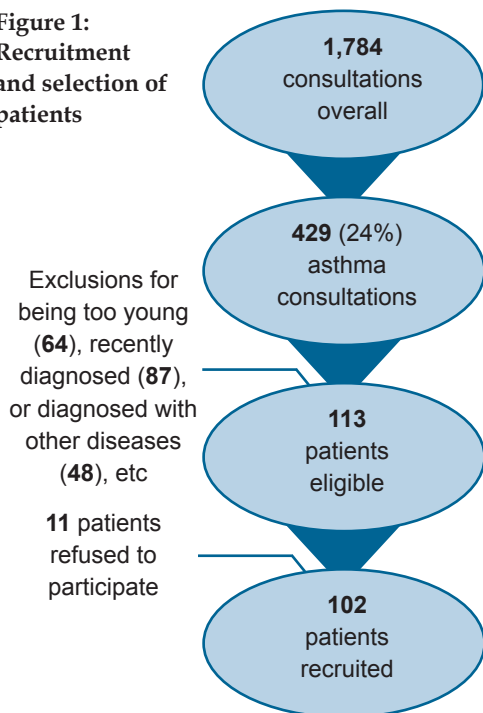 Figure 1:
Recruitment
and selection of
patients
1,784
consultations
overall
429 (24%)
asthma
consultations
Exclusions for
being too young
(64), recently
diagnosed (87),
or diagnosed with
other diseases
(48), etc
113
patients
eligible
11 patients
refused to
participate
102
patients
recruited